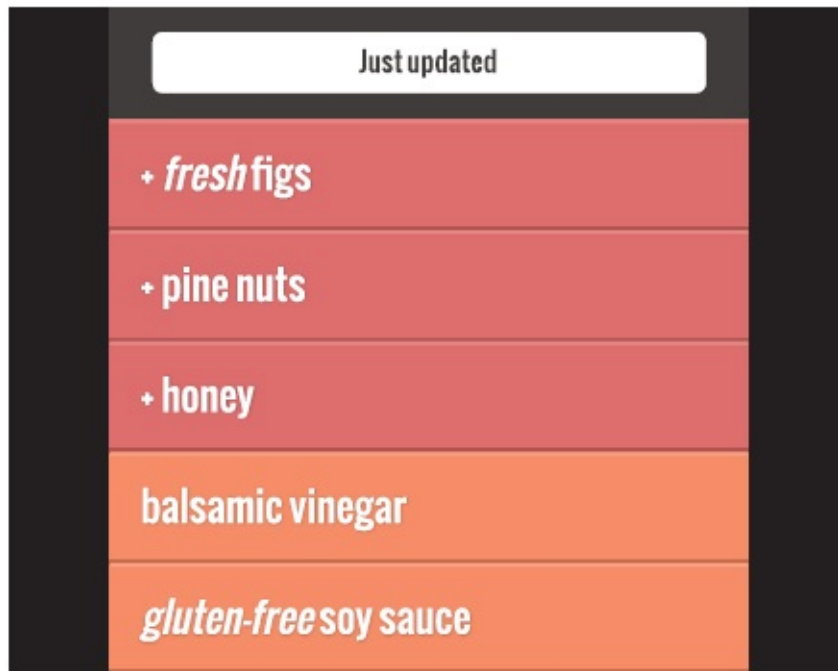 Just updated
+ fresh figs
+ pine nuts
+ honey
balsamic vinegar
gluten-free soy sauce